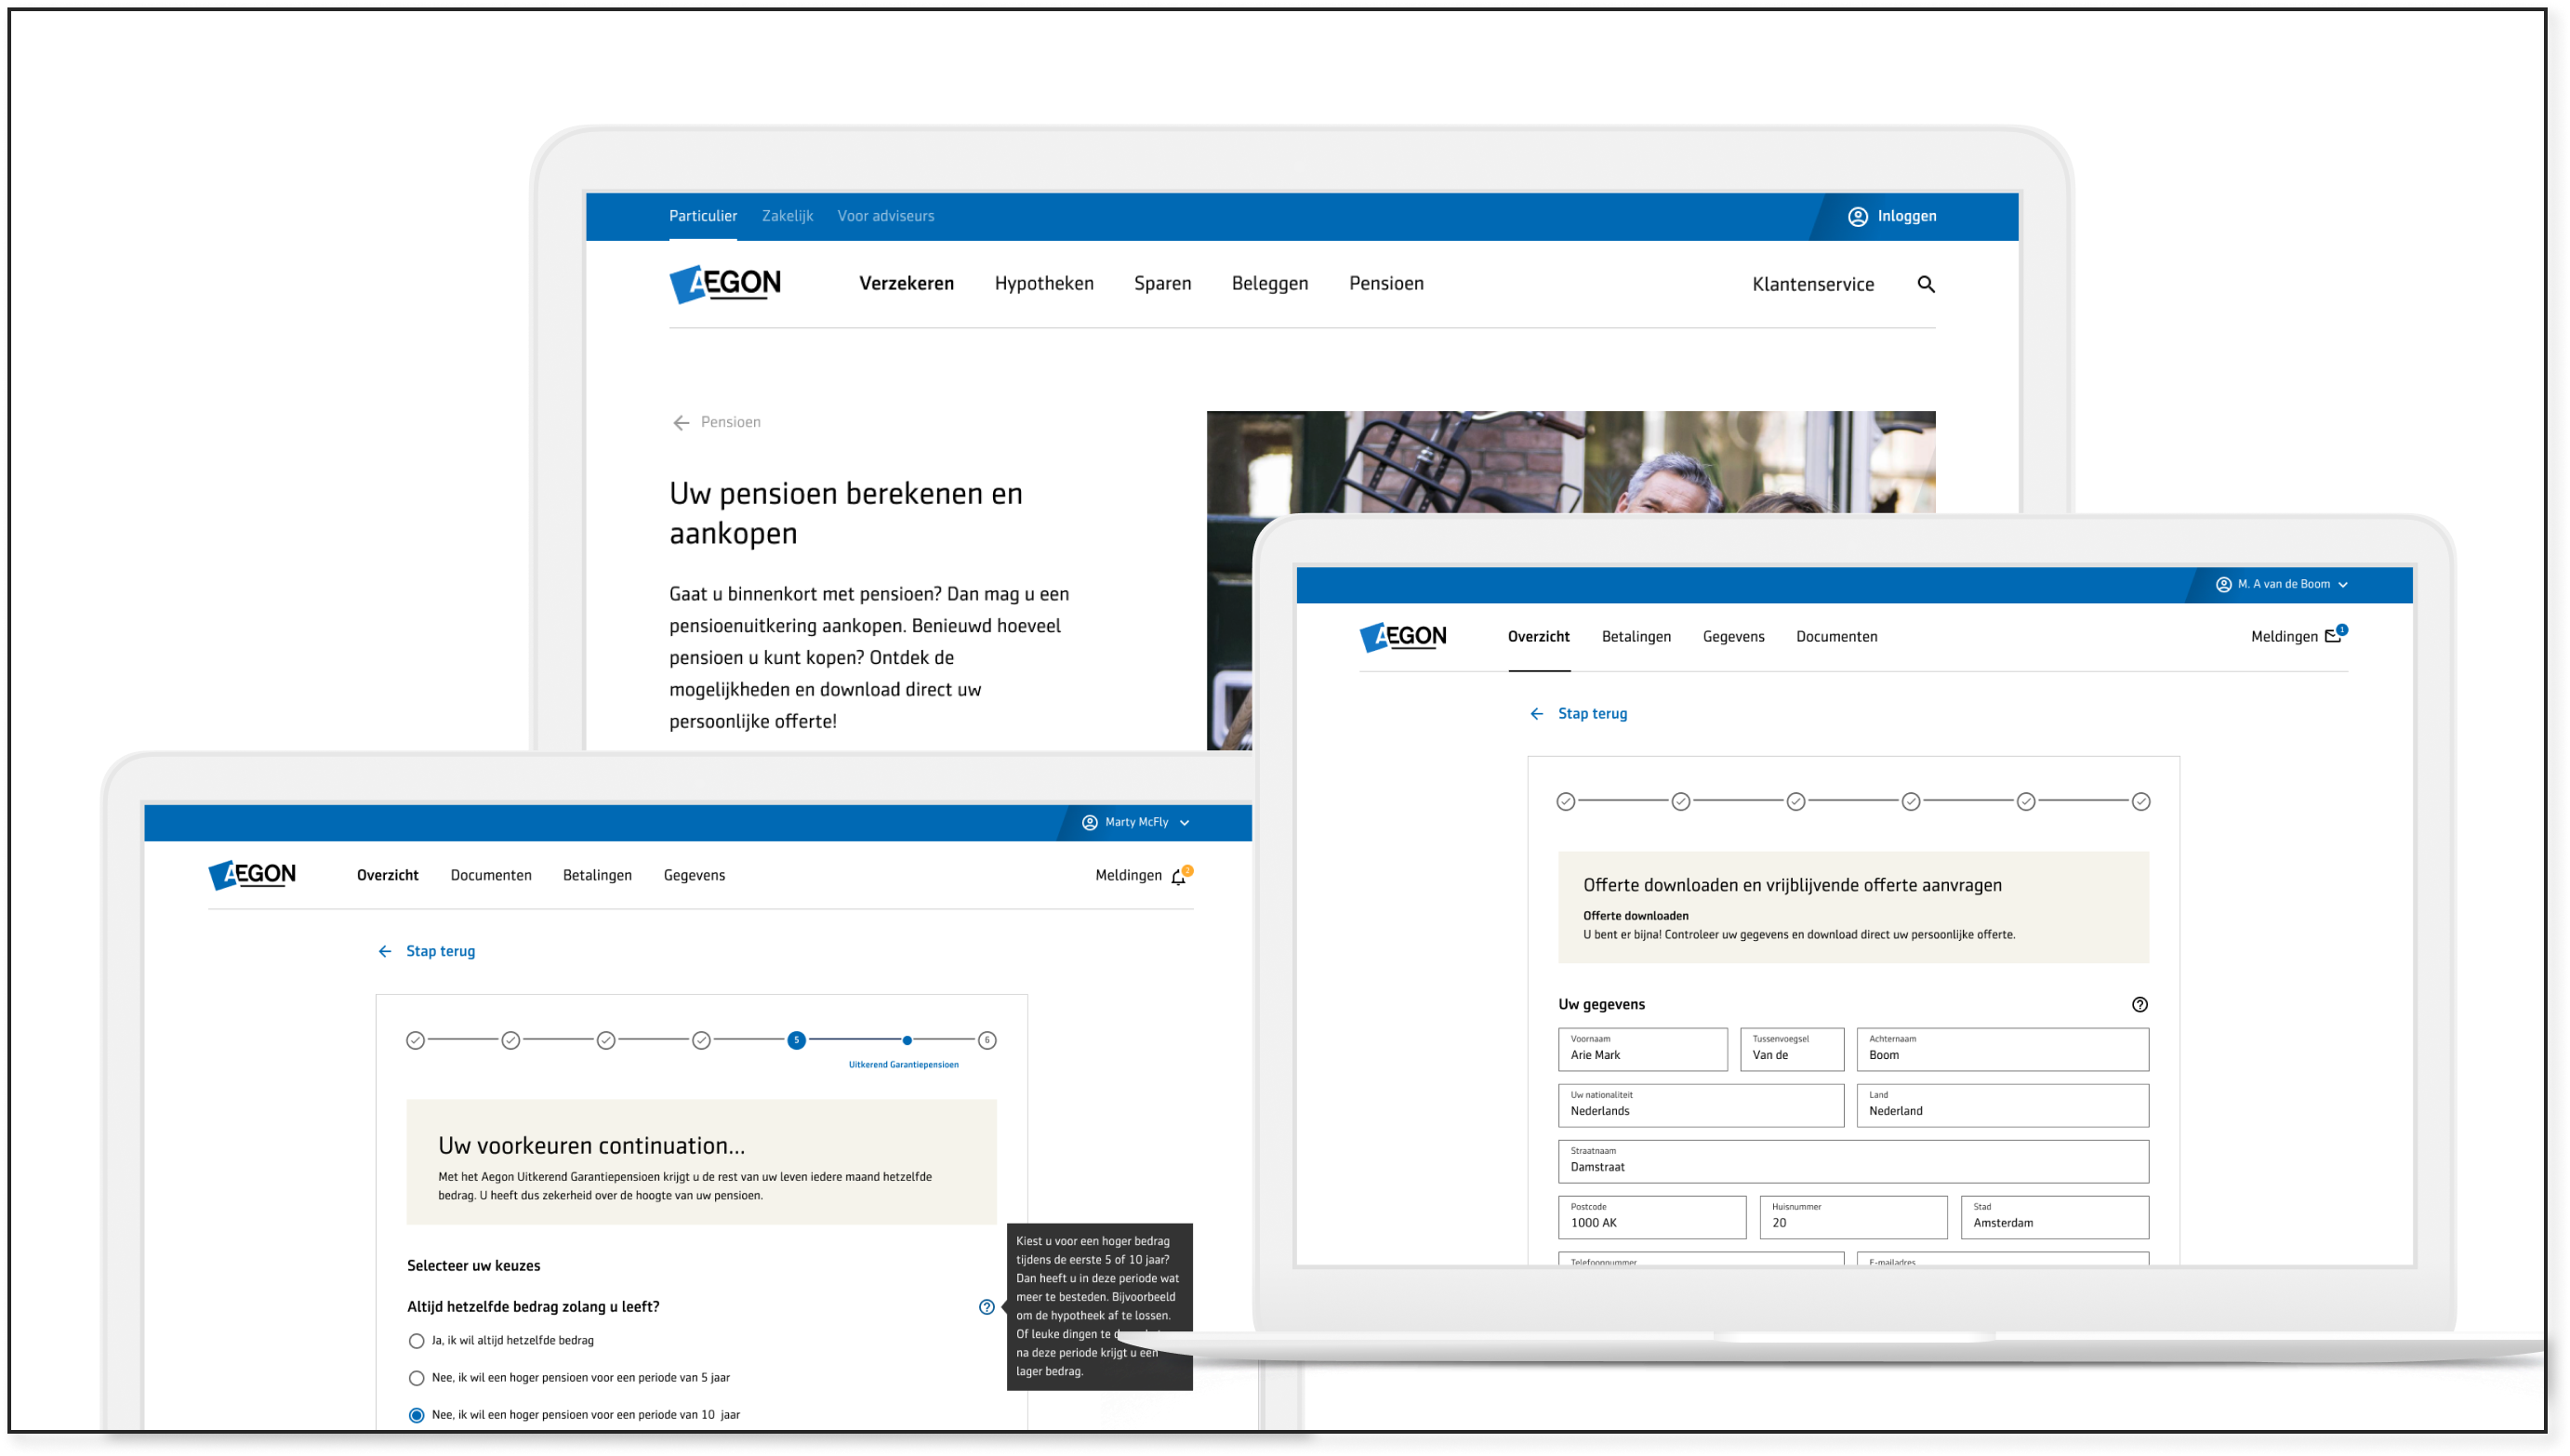 Particulier Zakelijk Voor adviseurs Inloggen
AEGON Verzekeren Hypotheken Sparen Beleggen Pensioen Klantenservice
Pensioen
Uw pensioen berekenen en
aankopen
Gaat u binnenkort met pensioen? Dan mag u een
pensioenuitkering aankopen. Benieuwd hoeveel
pensioen u kunt kopen? Ontdek de
mogelijkheden en download direct uw
persoonlijke offerte!
M. A van de Boom
AEGON Overzicht Betalingen Gegevens Documenten Meldingen 1
Stap terug
Offerte downloaden en vrijblijvende offerte aanvragen
Offerte downloaden
U bent er bijna! Controleer uw gegevens en download direct uw persoonlijke offerte.
Uw gegevens
Voornaam Tussenvoegsel Achternaam
Arie Mark Van de Boom
Uw nationaliteit Land
Nederlands Nederland
Straatnaam
Damstraat
Postcode Huisnummer Stad
1000 AK 20 Amsterdam
Telefoonnummer E-mailadres
Marty McFly
AEGON Overzicht Documenten Betalingen Gegevens Meldingen
Stap terug
5 6
Uitkerend Garantiepensioen
Uw voorkeuren continuation...
Met het Aegon Uitkerend Garantiepensioen krijgt u de rest van uw leven iedere maand hetzelfde
bedrag. U heeft dus zekerheid over de hoogte van uw pensioen.
Selecteer uw keuzes
Altijd hetzelfde bedrag zolang u leeft?
Ja, ik wil altijd hetzelfde bedrag
Nee, ik wil een hoger pensioen voor een periode van 5 jaar
Nee, ik wil een hoger pensioen voor een periode van 10 jaar
Kiest u voor een hoger bedrag
tijdens de eerste 5 of 10 jaar?
Dan heeft u in deze periode wat
meer te besteden. Bijvoorbeeld
om de hypotheek af te lossen.
Of leuke dingen te
na deze periode krijgt u een
lager bedrag.